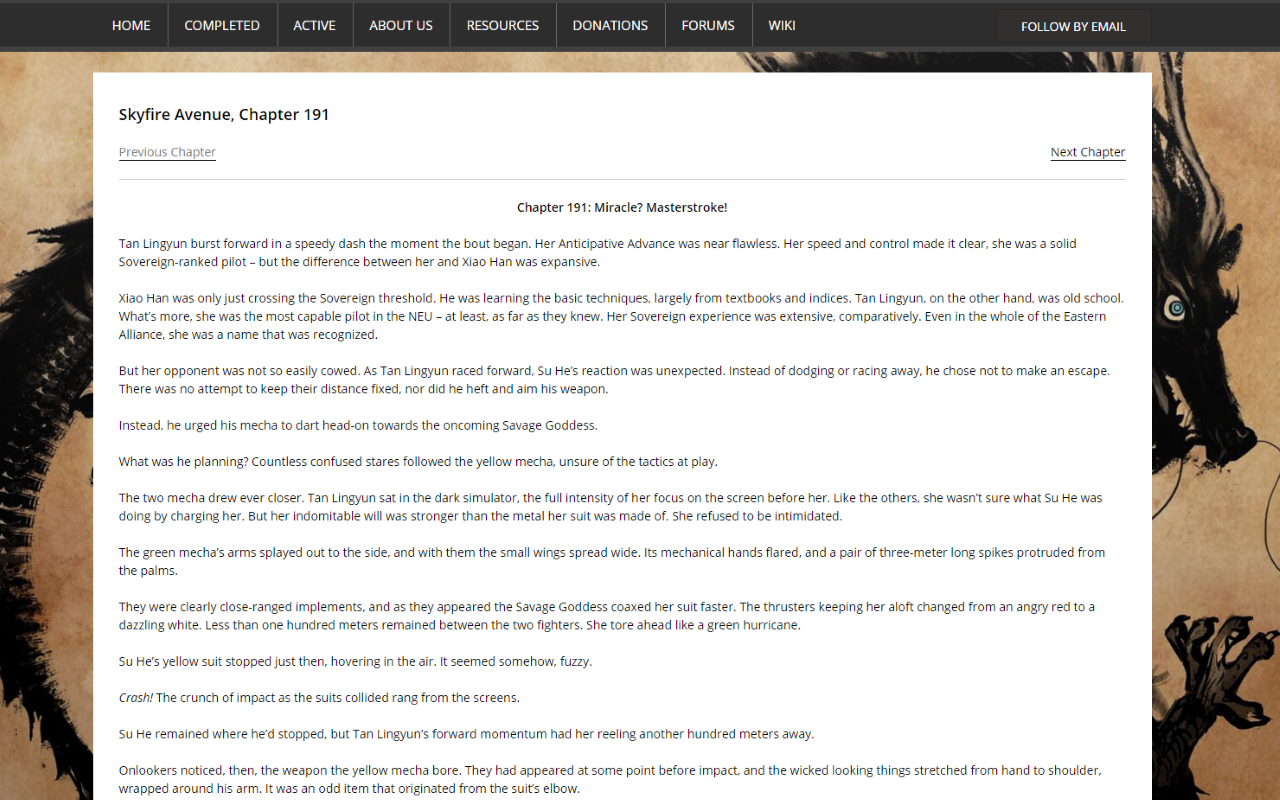 HOME
COMPLETED
ACTIVE
ABOUT US
RESOURCES
DONATIONS
FORUMS
WIKI
FOLLOW BY EMAIL
Skyfire Avenue, Chapter 191
Previous Chapter
Next Chapter
Chapter 191: Miracle? Masterstroke!
Tan Lingyun burst forward in a speedy dash the moment the bout began. Her Anticipative Advance was near flawless. Her speed and control made it clear, she was a solid
Sovereign-ranked pilot – but the difference between her and Xiao Han was expansive.
Xiao Han was only just crossing the Sovereign threshold. He was learning the basic techniques, largely from textbooks and indices. Tan Lingyun, on the other hand, was old school.
What’s more, she was the most capable pilot in the NEU – at least, as far as they knew. Her Sovereign experience was extensive, comparatively. Even in the whole of the Eastern
Alliance, she was a name that was recognized.
But her opponent was not so easily cowed. As Tan Lingyun raced forward, Su He’s reaction was unexpected. Instead of dodging or racing away, he chose not to make an escape.
There was no attempt to keep their distance fixed, nor did he heft and aim his weapon.
Instead, he urged his mecha to dart head-on towards the oncoming Savage Goddess.
What was he planning? Countless confused stares followed the yellow mecha, unsure of the tactics at play.
The two mecha drew ever closer. Tan Lingyun sat in the dark simulator, the full intensity of her focus on the screen before her. Like the others, she wasn’t sure what Su He was
doing by charging her. But her indomitable will was stronger than the metal her suit was made of. She refused to be intimidated.
The green mecha’s arms splayed out to the side, and with them the small wings spread wide. Its mechanical hands flared, and a pair of three-meter long spikes protruded from
the palms.
They were clearly close-ranged implements, and as they appeared the Savage Goddess coaxed her suit faster. The thrusters keeping her aloft changed from an angry red to a
dazzling white. Less than one hundred meters remained between the two fighters. She tore ahead like a green hurricane.
Su He’s yellow suit stopped just then, hovering in the air. It seemed somehow, fuzzy.
Crash! The crunch of impact as the suits collided rang from the screens.
Su He remained where he’d stopped, but Tan Lingyun’s forward momentum had her reeling another hundred meters away.
Onlookers noticed, then, the weapon the yellow mecha bore. They had appeared at some point before impact, and the wicked looking things stretched from hand to shoulder,
wrapped around his arm. It was an odd item that originated from the suit’s elbow.